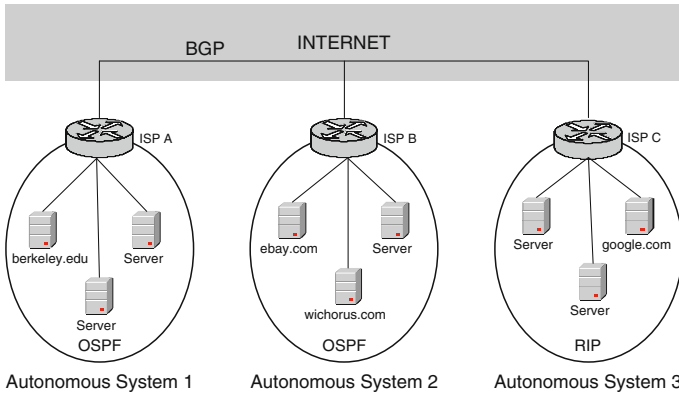 BGP INTERNET
ISP A
ISP B
ISP C
berkeley.edu
Server
Server
OSPF
ebay.com
Server
wichorus.com
OSPF
Server
google.com
Server
RIP
Autonomous System 1
Autonomous System 2
Autonomous System 3